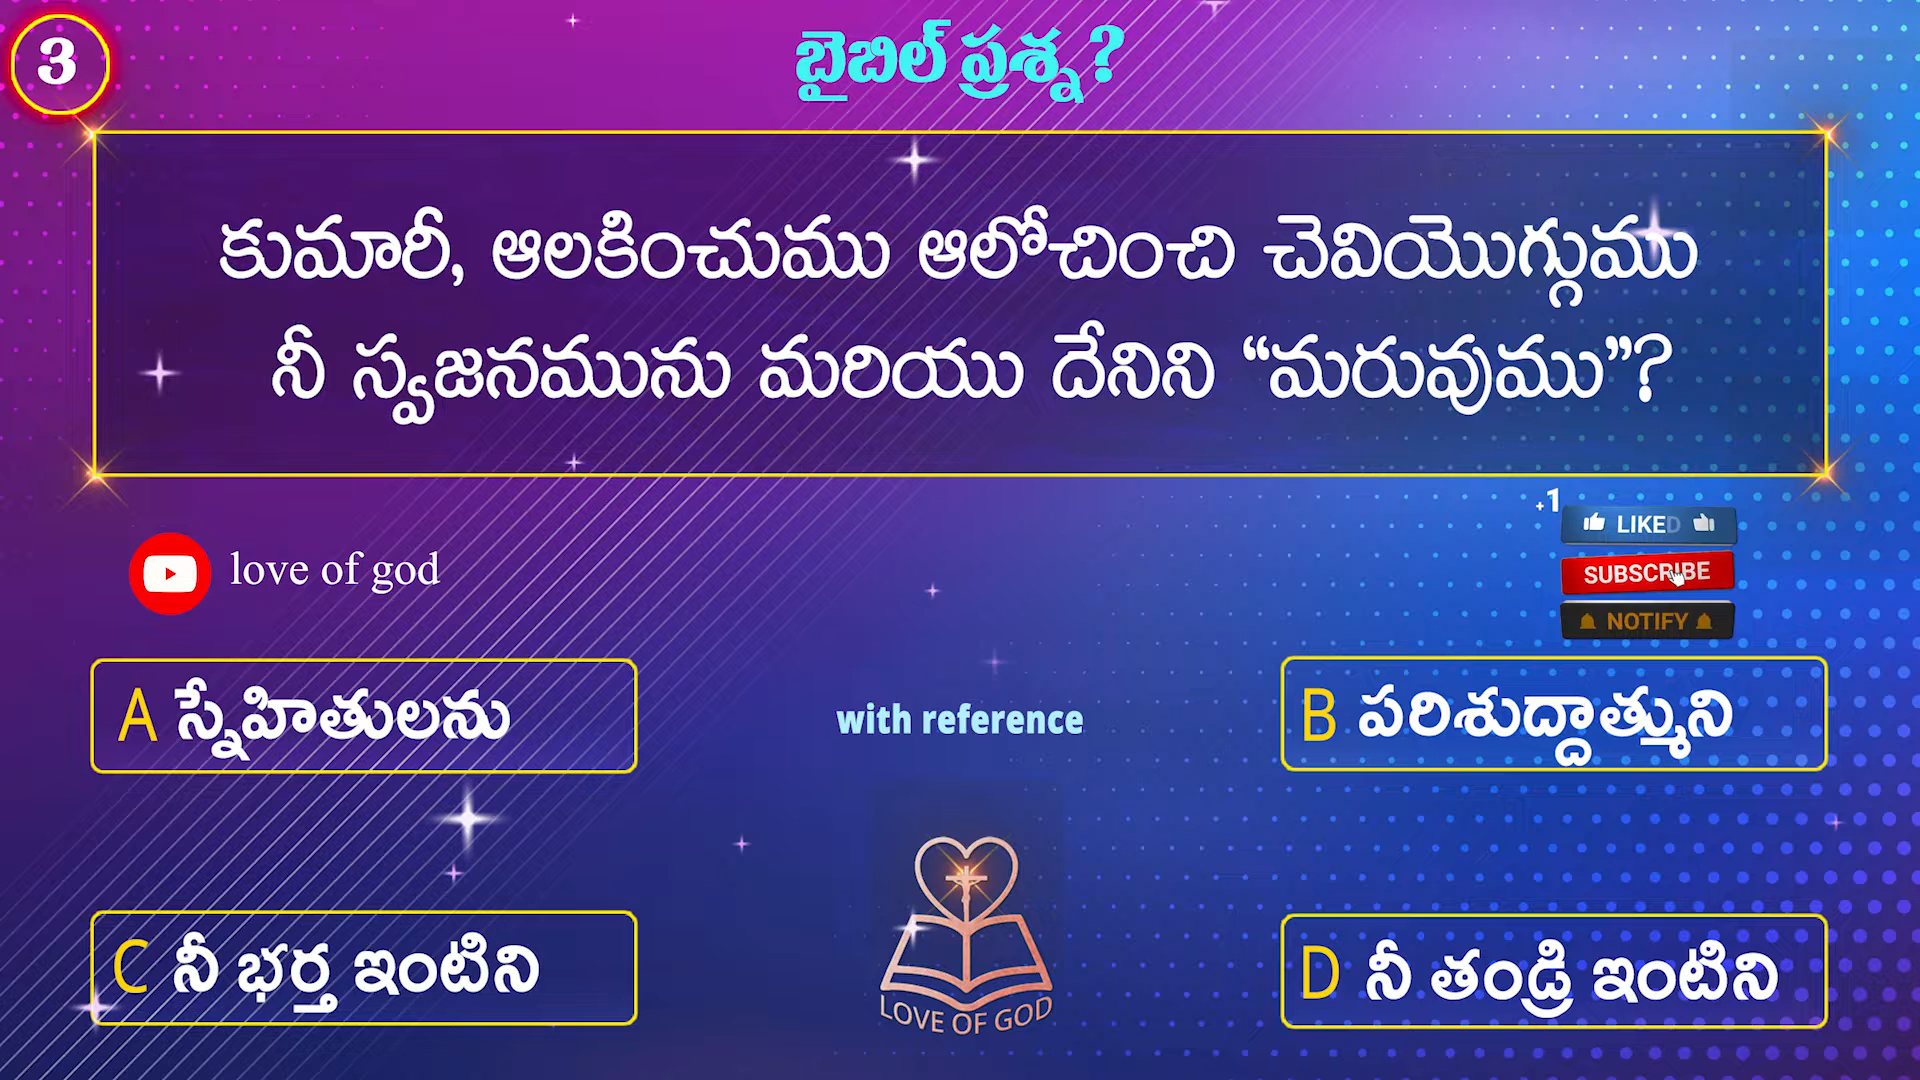 3
బైబిల్ ప్రశ్న?
కుమారీ, ఆలకించుము ఆలోచించి చెవియొగ్గుము
నీ స్వజనమును మరియు దేనిని “మరువుము”?
+1
LIKED
love of god
SUBSCRIBE
NOTIFY
A స్నేహితులను
with reference
B పరిశుద్దాత్ముని
C నీ భర్త ఇంటిని
D నీ తండ్రి ఇంటిని
LOVE OF GOD